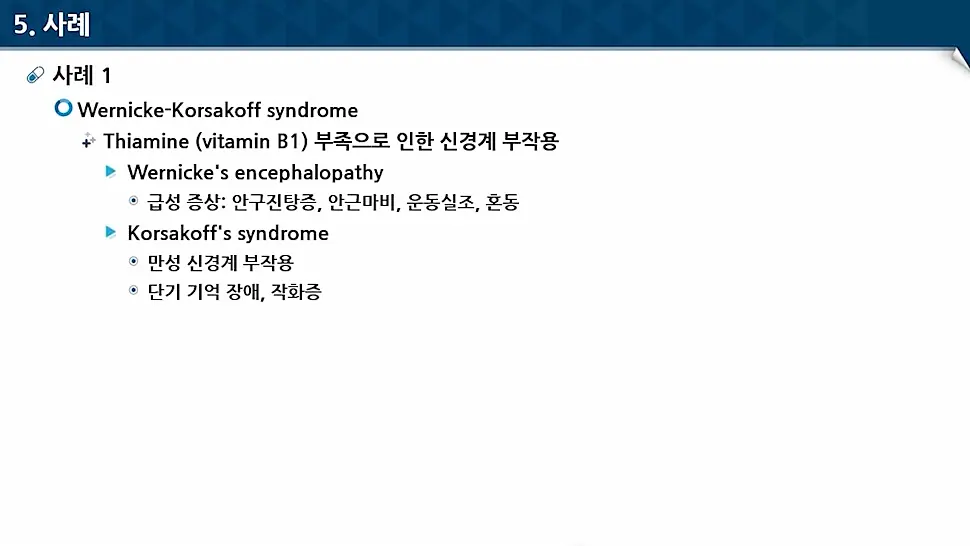 5. 사례
사례 1
Wernicke-Korsakoff syndrome
Thiamine (vitamin B1) 부족으로 인한 신경계 부작용
Wernicke's encephalopathy
급성 증상: 안구진탕증, 안근마비, 운동실조, 혼동
Korsakoff's syndrome
만성 신경계 부작용
단기 기억 장애, 작화증